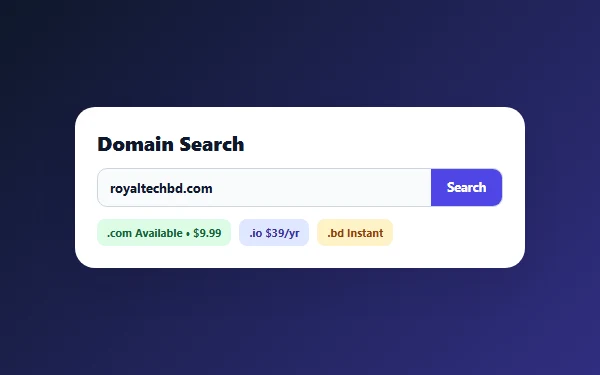 Domain Search
royaltechbd.com Search
.com Available • $9.99 .io $39/yr .bd Instant